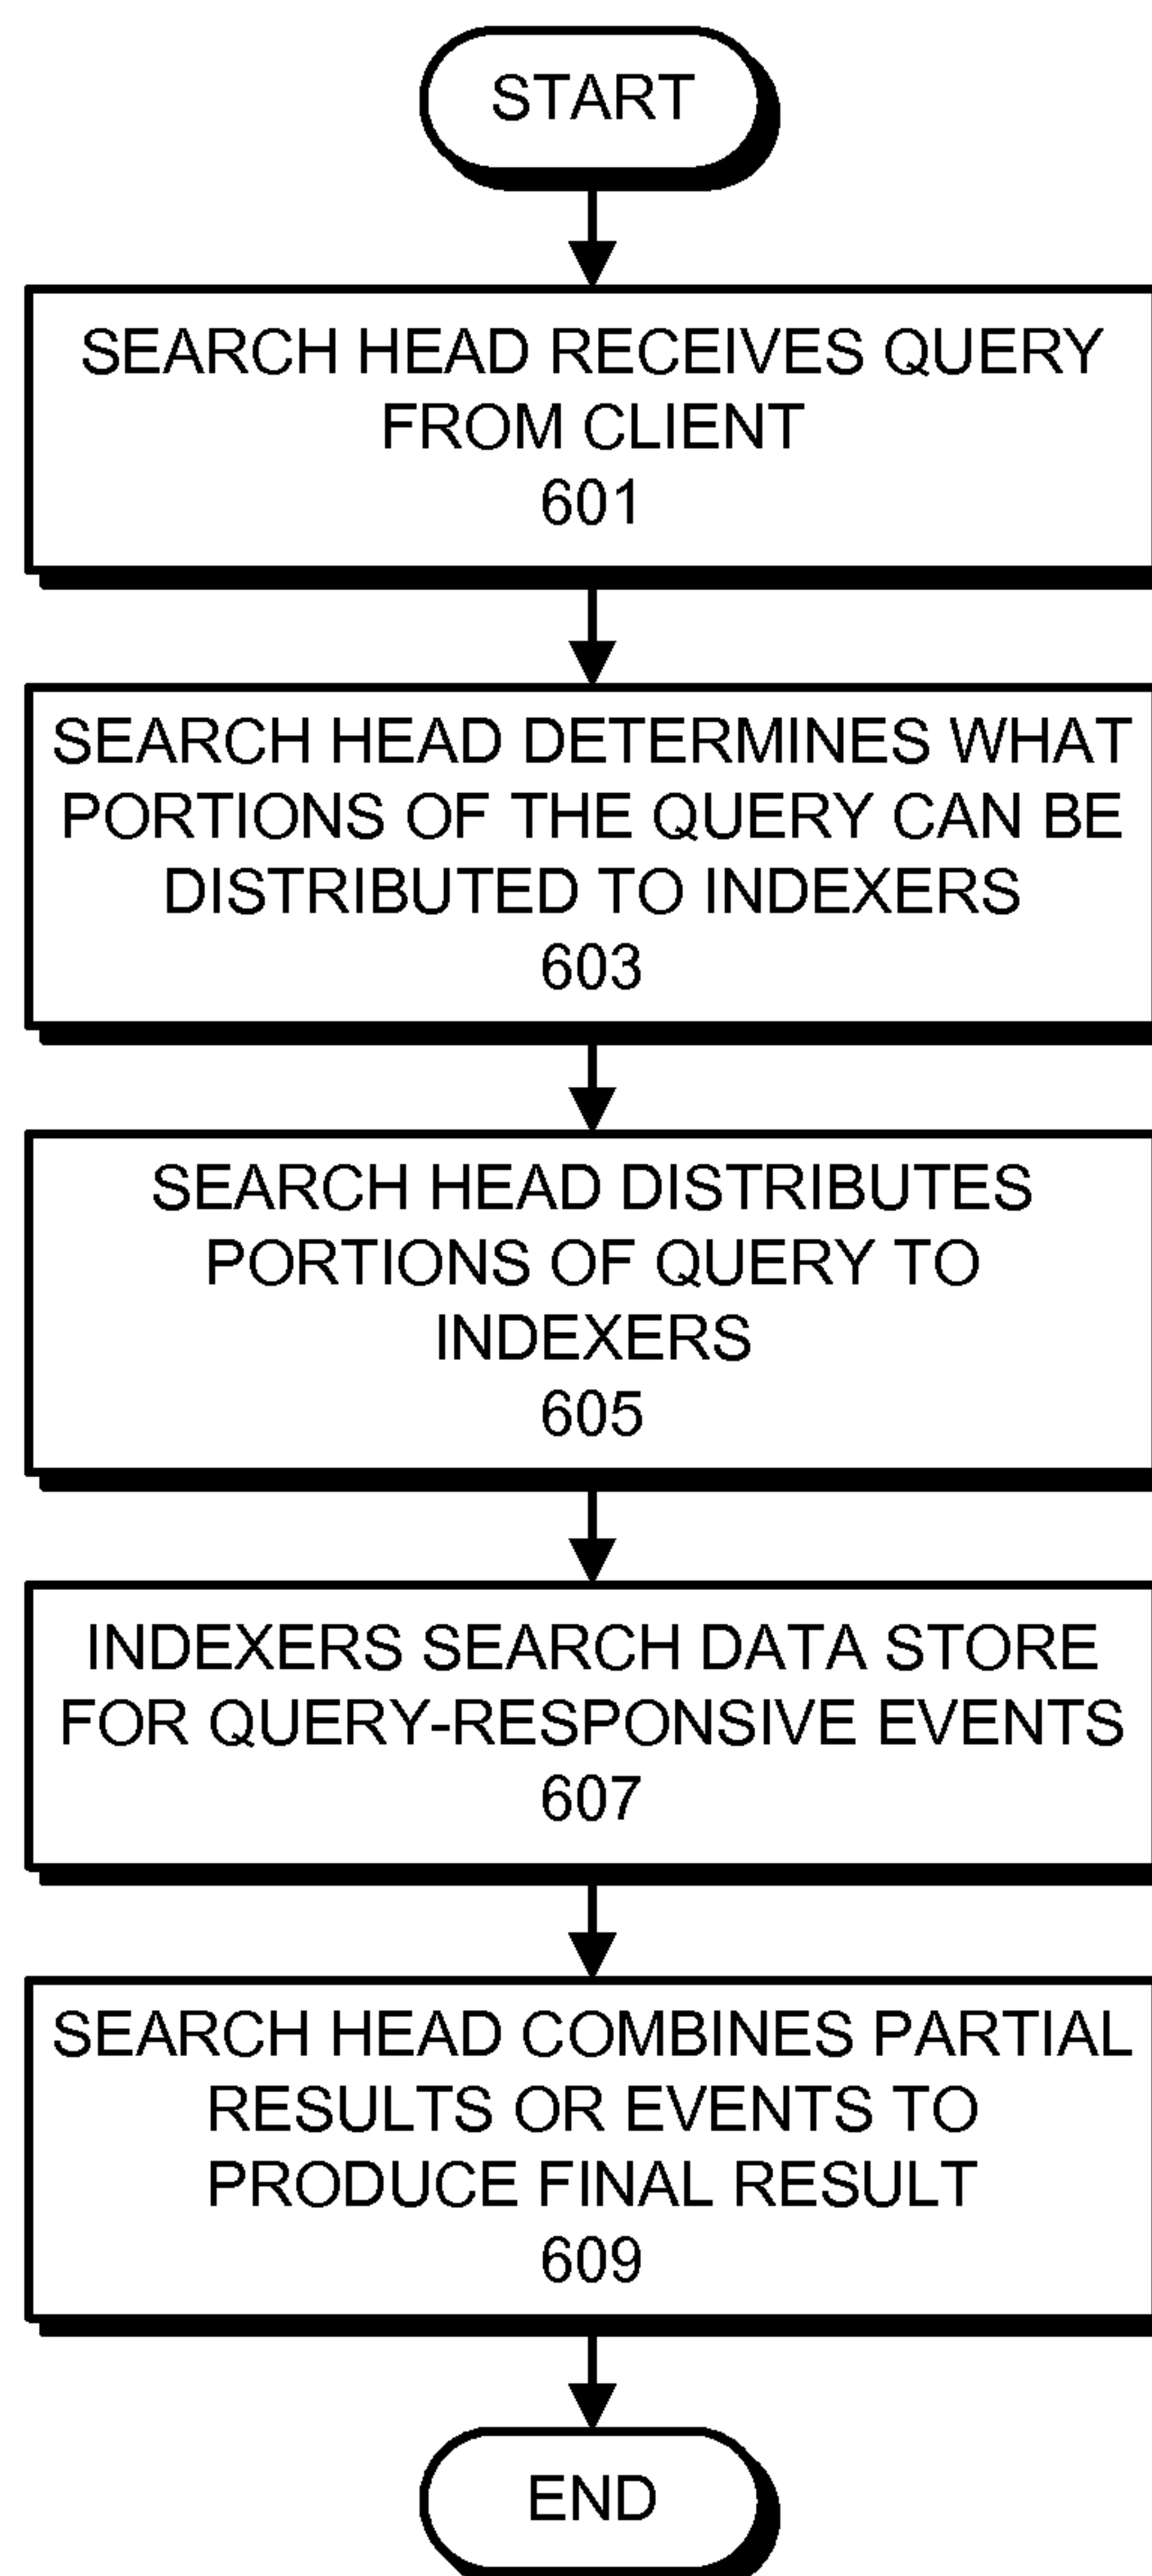 START
SEARCH HEAD RECEIVES QUERY
FROM CLIENT
601
SEARCH HEAD DETERMINES WHAT
PORTIONS OF THE QUERY CAN BE
DISTRIBUTED TO INDEXERS
603
SEARCH HEAD DISTRIBUTES
PORTIONS OF QUERY TO
INDEXERS
605
INDEXERS SEARCH DATA STORE
FOR QUERY-RESPONSIVE EVENTS
607
SEARCH HEAD COMBINES PARTIAL
RESULTS OR EVENTS TO
PRODUCE FINAL RESULT
609
END